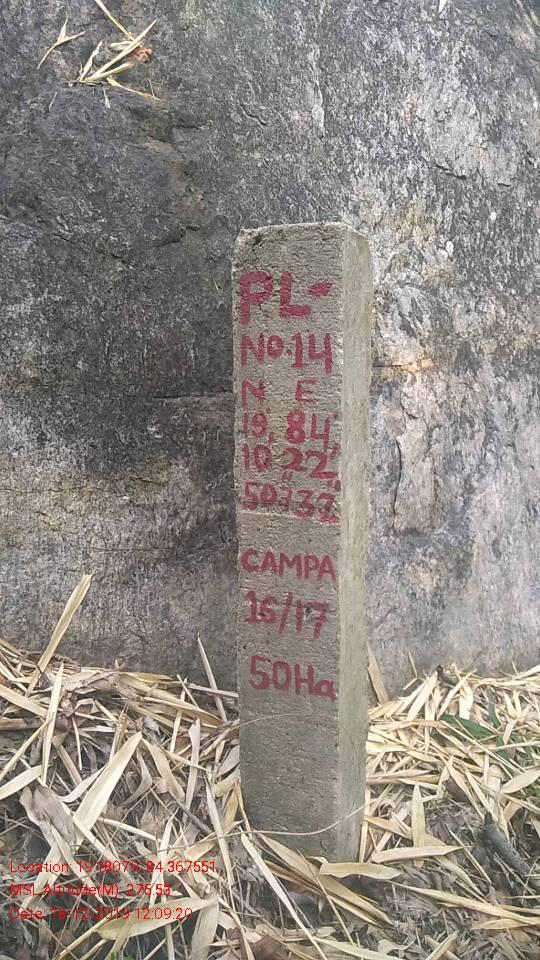 PL-
No.14
N E
19° 84°
10' 22'
50" 32"
CAMPA
16/17
50Ha
Location: 19.18079, 84.367551
MSL Altitude(M): 275.53
Date: 16-12-2019 12:09:20